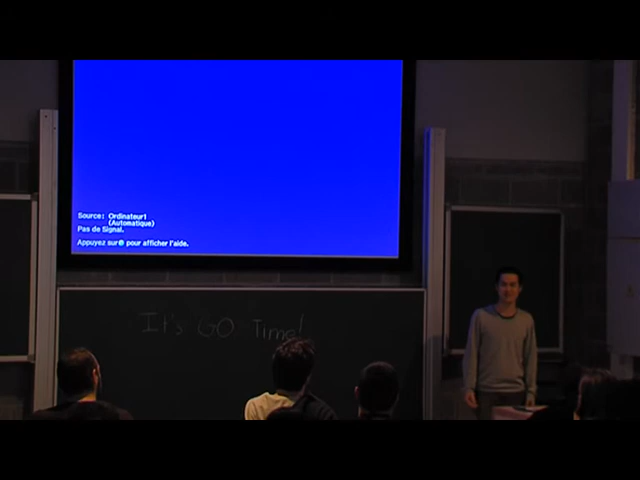 Source: Ordinateur1
(Automatique)
Pas de Signal.
Appuyez sur? pour afficher l'aide.
It's GO Time!